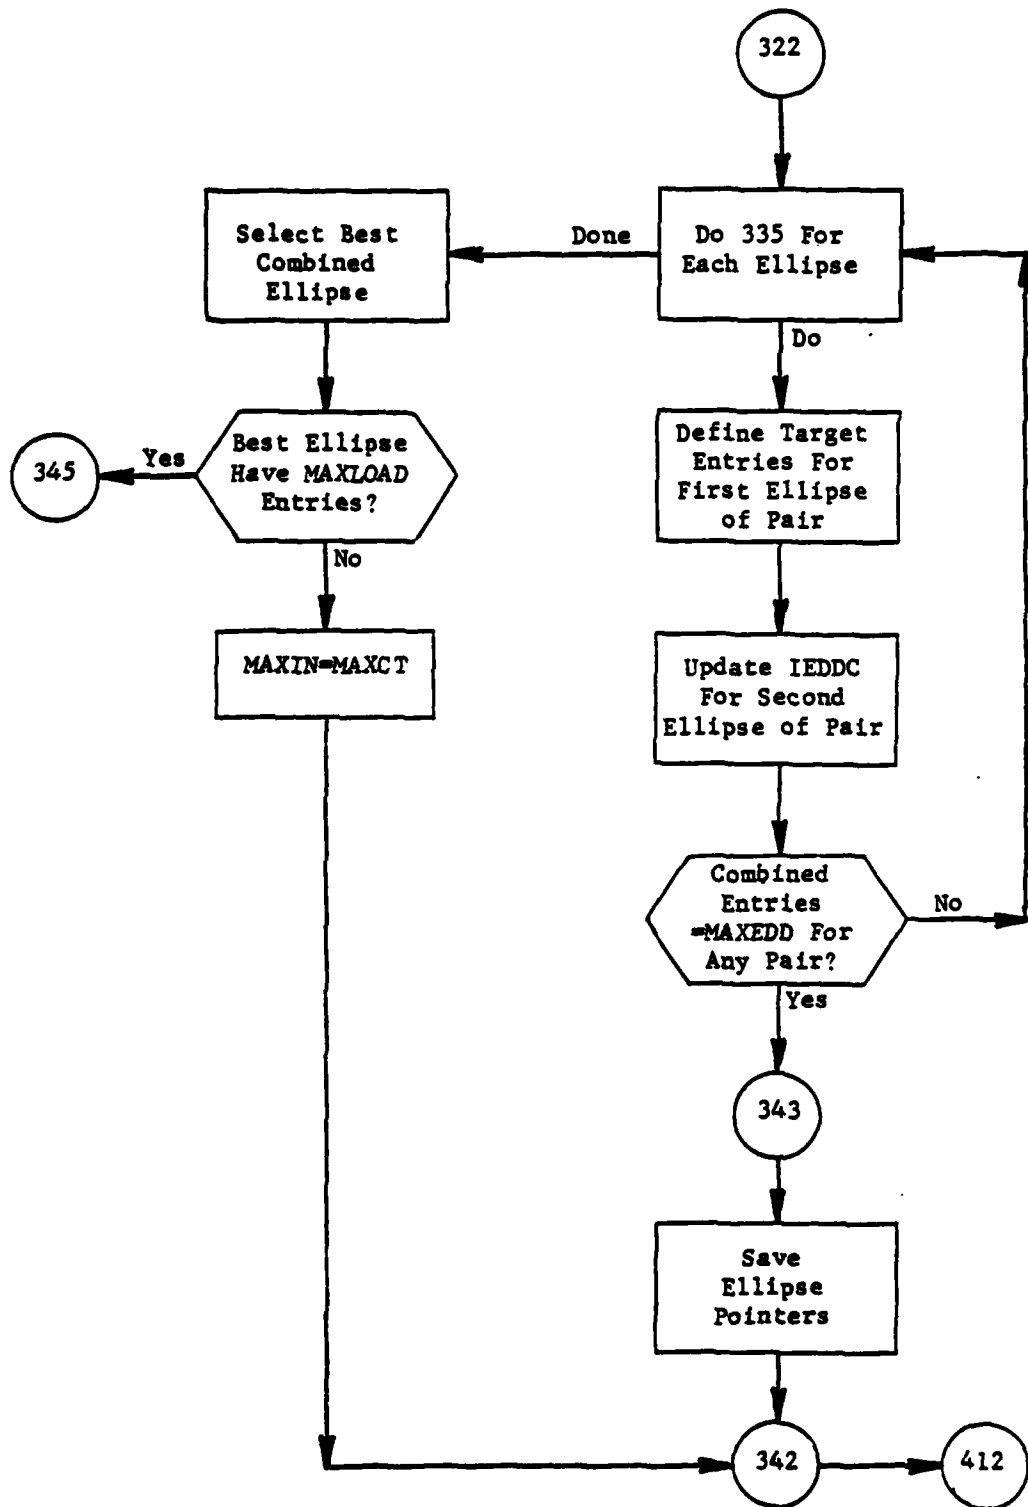 322
Do 335 For
Each Ellipse
Done
Select Best
Combined
Ellipse
Do
Best Ellipse
Have MAXLOAD
Entries?
Yes
345
No
MAXIN=MAXCT
Define Target
Entries For
First Ellipse
of Pair
Update IEDDC
For Second
Ellipse of Pair
Combined
Entries
=MAXEDD For
Any Pair?
No
Yes
343
Save
Ellipse
Pointers
342
412